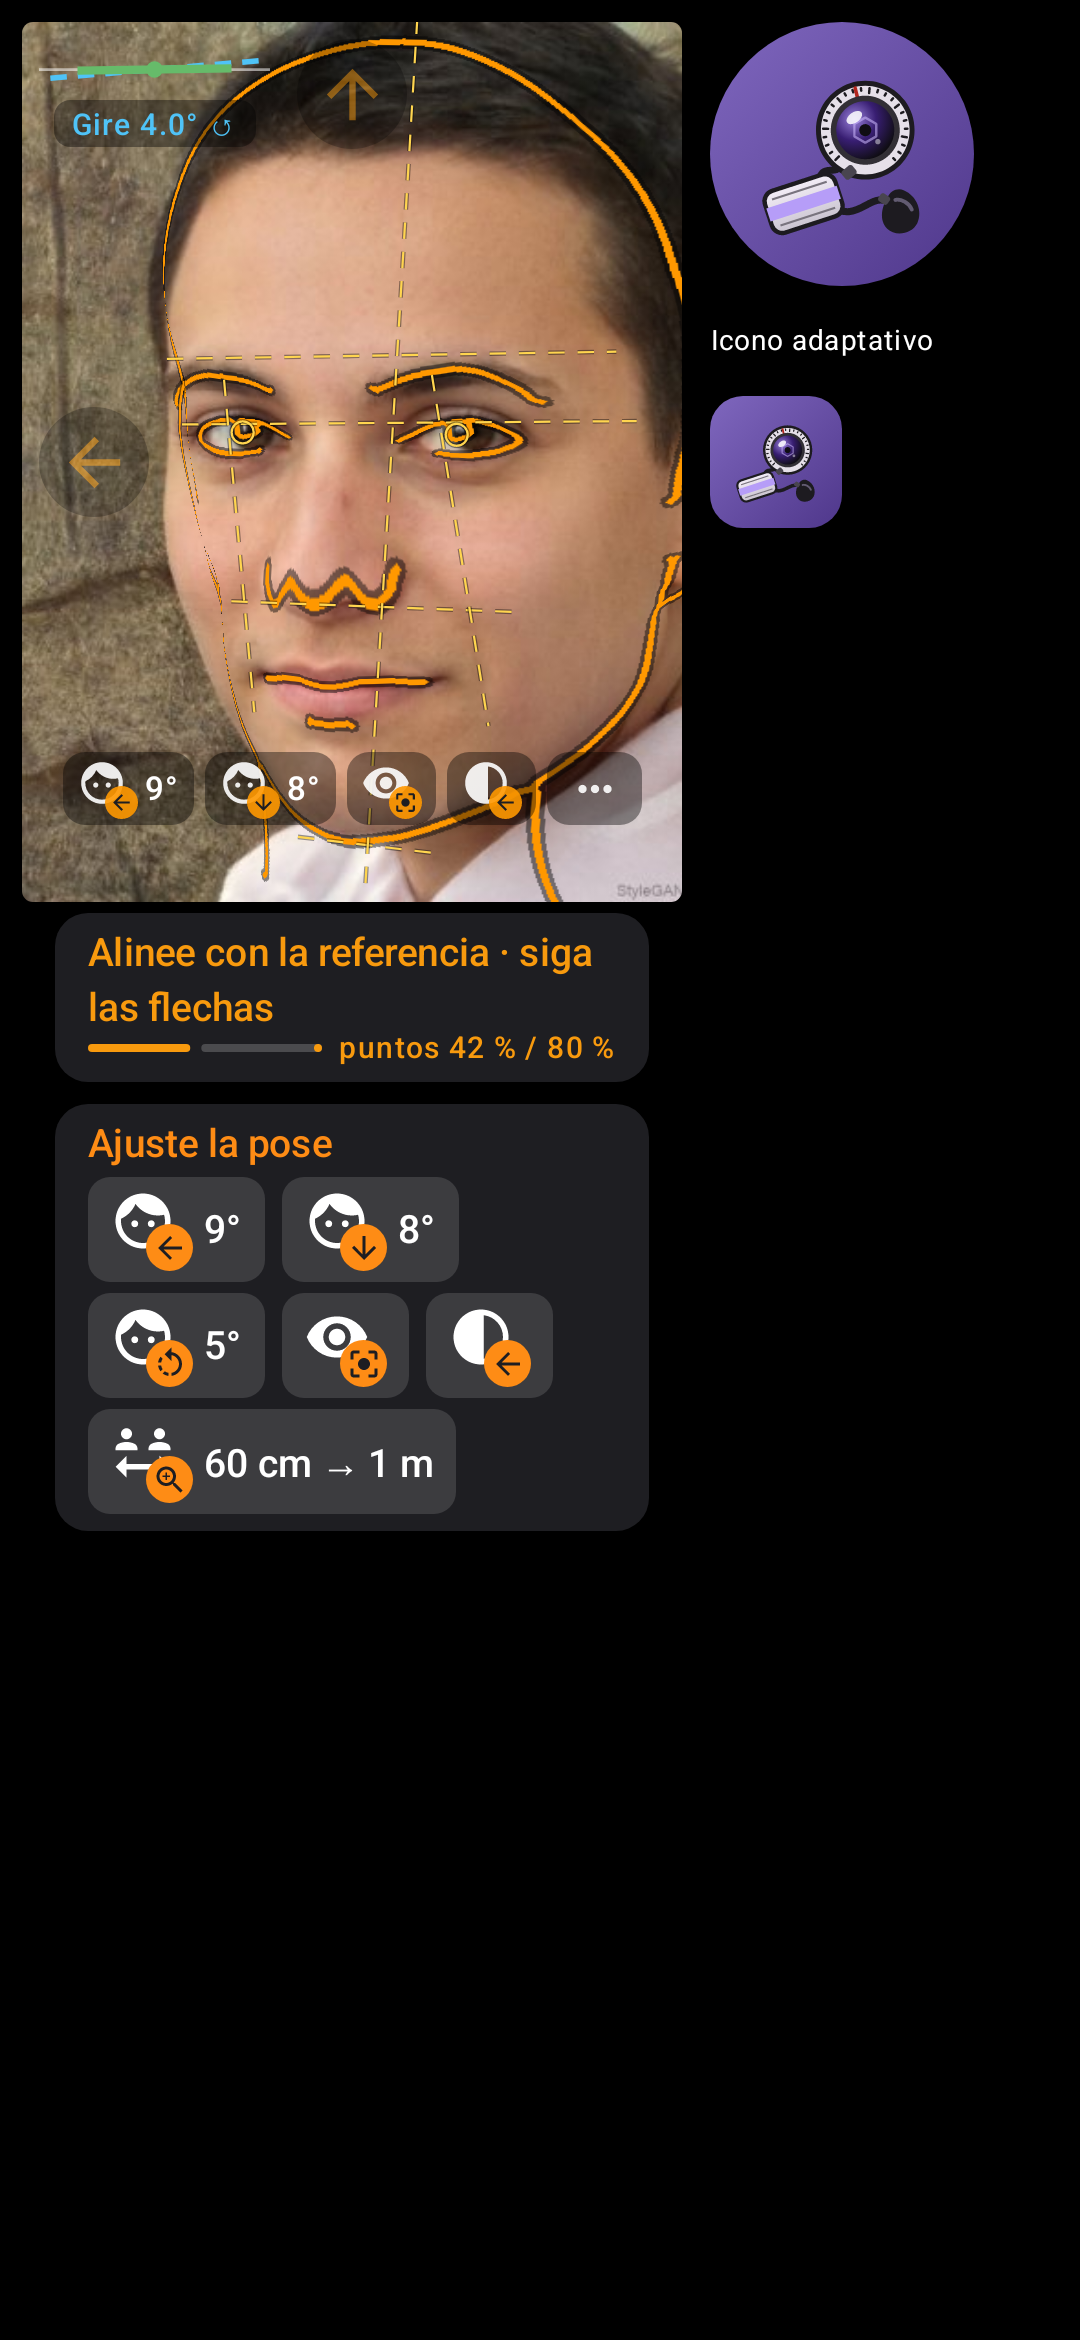 Gire 4.0° ↺
9°
8°
StyleGAN
Icono adaptativo
Alinee con la referencia · siga
las flechas
puntos 42 % / 80 %
Ajuste la pose
9°
8°
5°
60 cm → 1 m